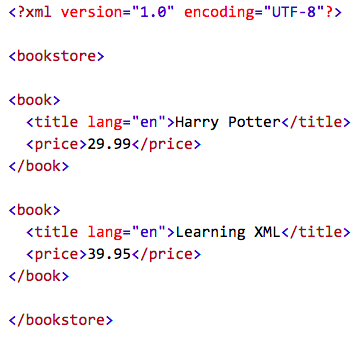 <?xml version="1.0" encoding="UTF-8"?>
<bookstore>
<book>
<title lang="en">Harry Potter</title>
<price>29.99</price>
</book>
<book>
<title lang="en">Learning XML</title>
<price>39.95</price>
</book>
</bookstore>